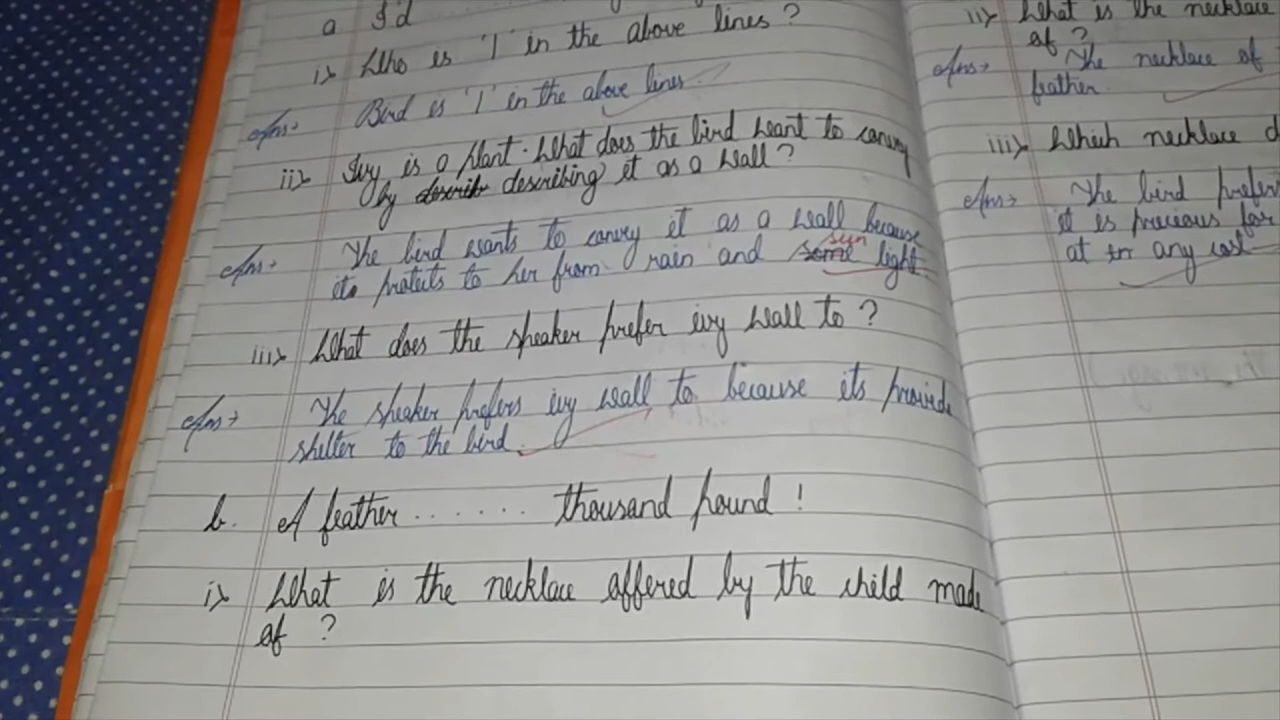 a I'd
i> Who is 'I' in the above lines ?
Ans:- Bird is 'I' in the above lines.
ii> Ivy is a plant. What does the bird want to convey
by describing it as a wall ?
Ans:- The bird wants to convey it as a wall because
its protects to her from rain and sun light.
iii> What does the speaker prefer ivy wall to ?
Ans> The speaker prefers ivy wall to because its provide
shelter to the bird.
b. A feather ...... thousand pound !
i> What is the necklace offered by the child made
of ?
ii> What is the necklace
of ?
Ans> The necklace of
feather.
iii> Which necklace d
Ans> The bird prefer
it is precious for
at in any cost